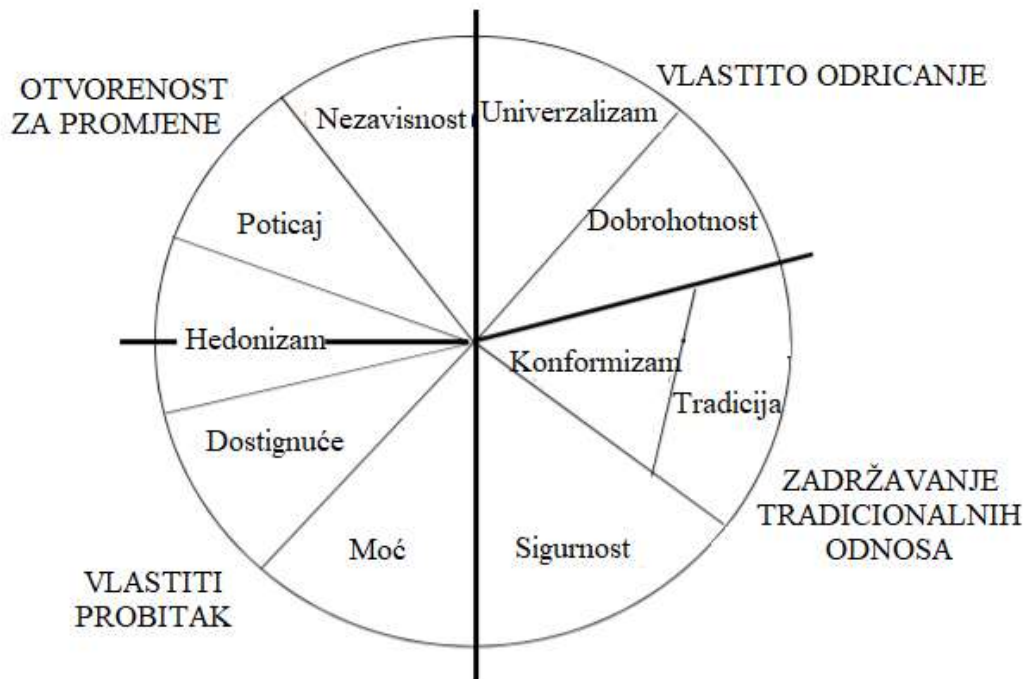 OTVORENOST
ZA PROMJENE
VLASTITO ODRICANJE
Nezavisnost
Univerzalizam
Poticaj
Dobrohotnost
Hedonizam
Konformizam
Tradicija
Dostignuće
ZADRŽAVANJE
TRADICIONALNIH
ODNOSA
Moć
Sigurnost
VLASTITI
PROBITAK